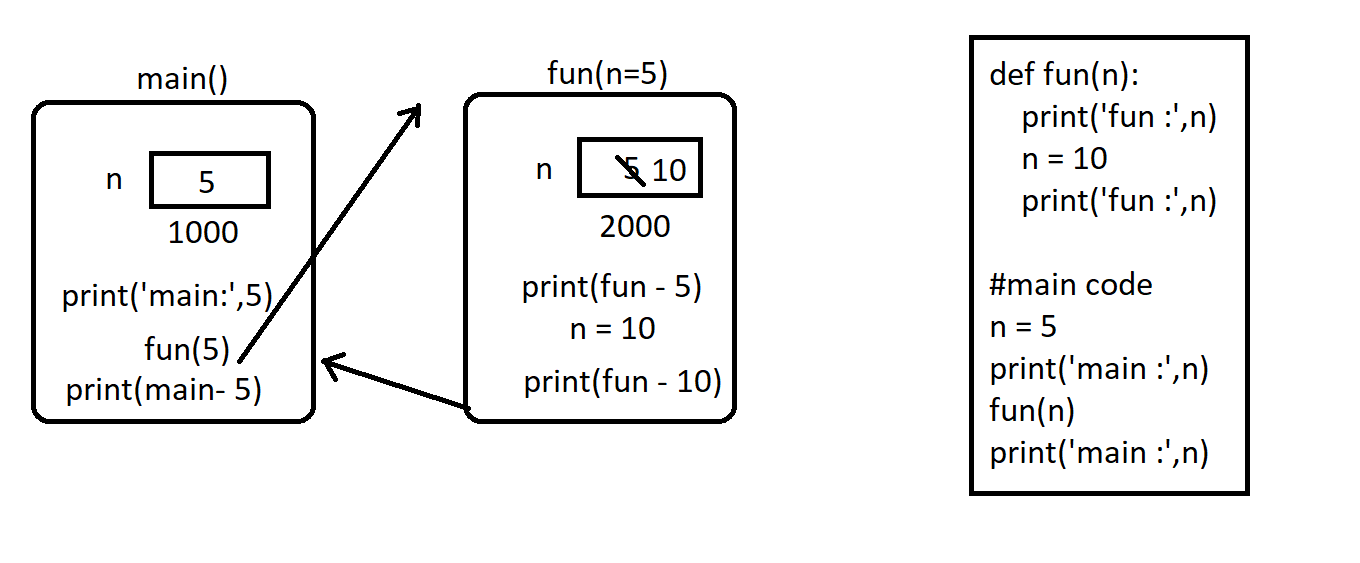 main()
n 5
1000
print('main:',5)
fun(5)
print(main- 5)
fun(n=5)
n 5 10
2000
print(fun - 5)
n = 10
print(fun - 10)
def fun(n):
print('fun :',n)
n = 10
print('fun :',n)
#main code
n = 5
print('main :',n)
fun(n)
print('main :',n)